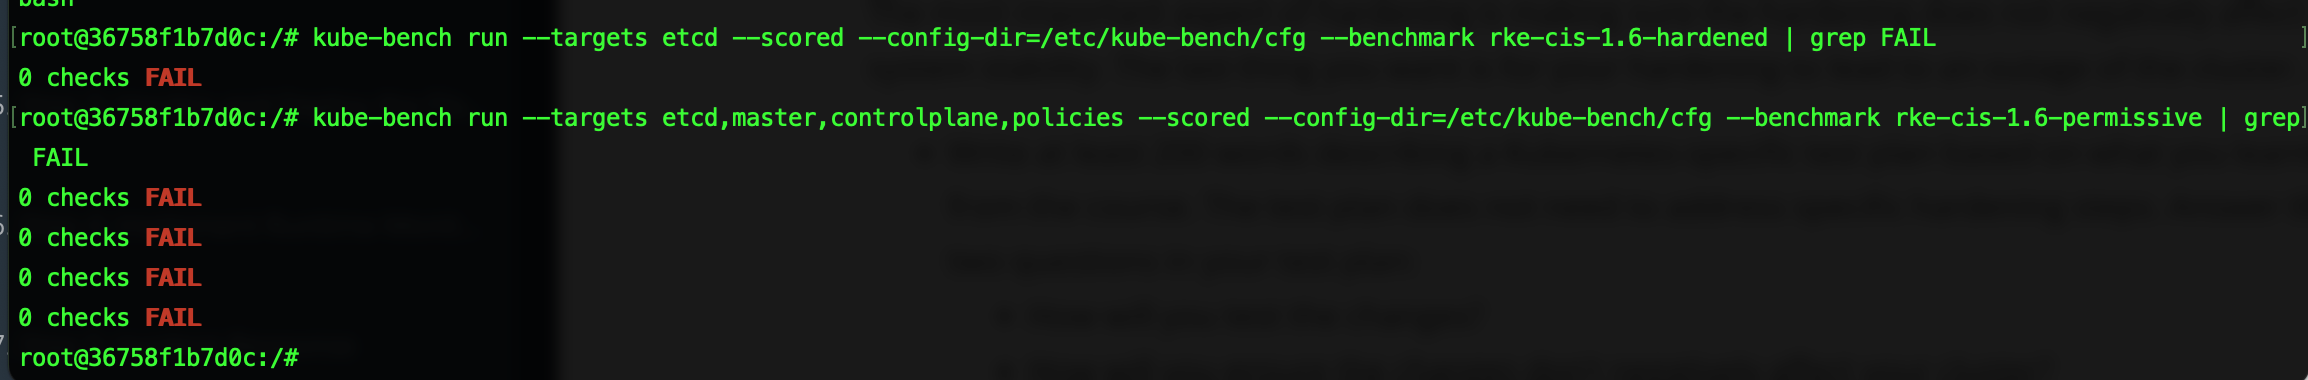 bash
[root@36758f1b7d0c:/# kube-bench run --targets etcd --scored --config-dir=/etc/kube-bench/cfg --benchmark rke-cis-1.6-hardened | grep FAIL ]
0 checks FAIL
[root@36758f1b7d0c:/# kube-bench run --targets etcd,master,controlplane,policies --scored --config-dir=/etc/kube-bench/cfg --benchmark rke-cis-1.6-permissive | grep]
 FAIL
0 checks FAIL
0 checks FAIL
0 checks FAIL
0 checks FAIL
root@36758f1b7d0c:/#